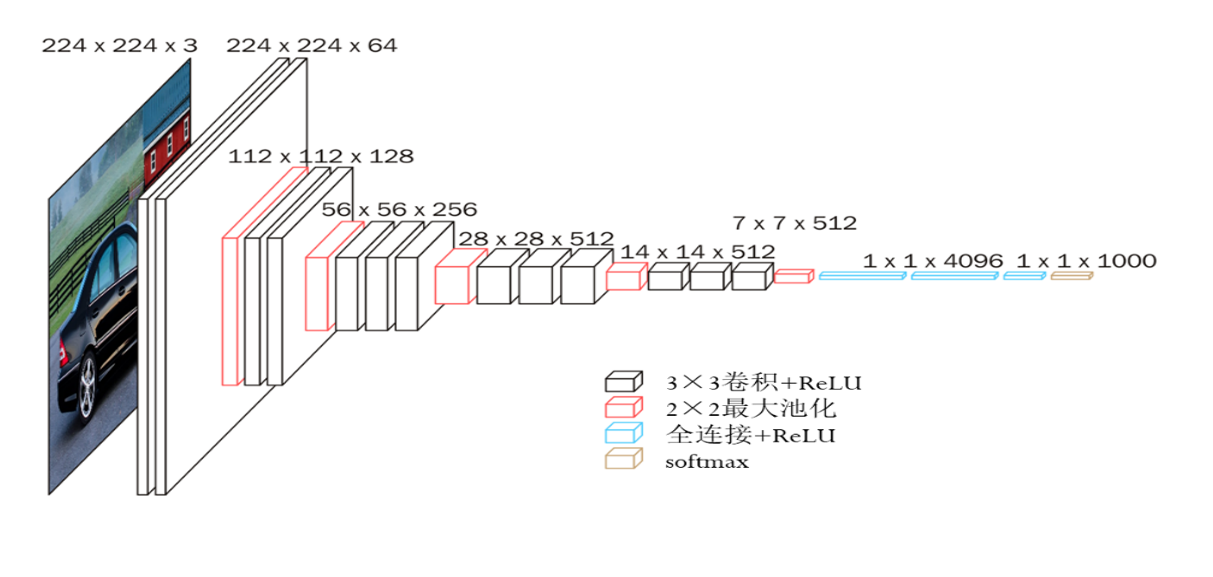 224 x 224 x 3
224 x 224 x 64
112 x 112 x 128
56 x 56 x 256
28 x 28 x 512
14 x 14 x 512
7 x 7 x 512
1 x 1 x 4096
1 x 1 x 1000
3×3卷积+ReLU
2×2最大池化
全连接+ReLU
softmax